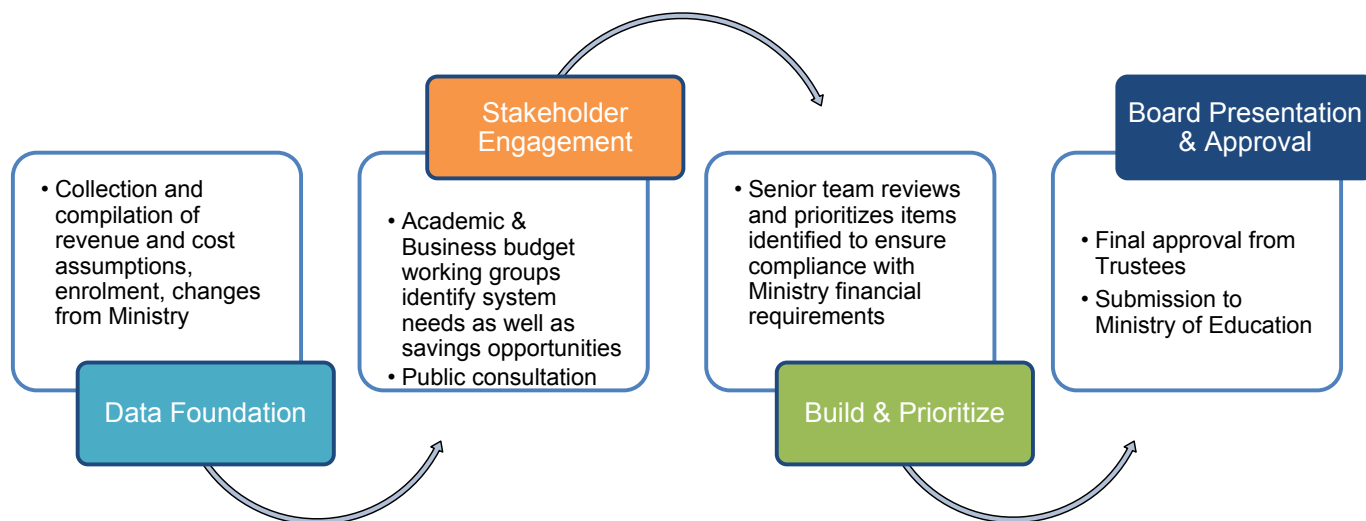 • Collection and
compilation of
revenue and cost
assumptions,
enrolment, changes
from Ministry
Data Foundation
Stakeholder
Engagement
• Academic &
Business budget
working groups
identify system
needs as well as
savings opportunities
• Public consultation
• Senior team reviews
and prioritizes items
identified to ensure
compliance with
Ministry financial
requirements
Build & Prioritize
Board Presentation
& Approval
• Final approval from
Trustees
• Submission to
Ministry of Education